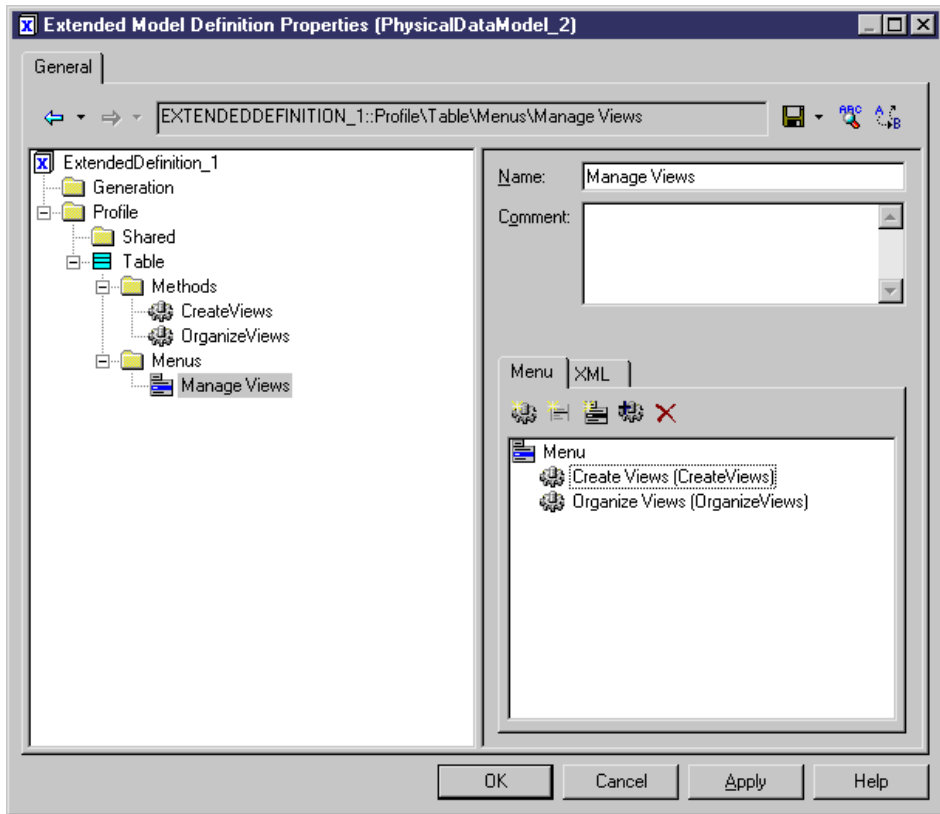 Extended Model Definition Properties (PhysicalDataModel_2)
General
EXTENDEDDEFINITION_1::Profile\Table\Menus\Manage Views
ABC
A
B
ExtendedDefinition_1
Generation
Profile
Shared
Table
Methods
CreateViews
OrganizeViews
Menus
Manage Views
Name:
Manage Views
Comment:
Menu
XML
Menu
Create Views (CreateViews)
Organize Views (OrganizeViews)
OK
Cancel
Apply
Help